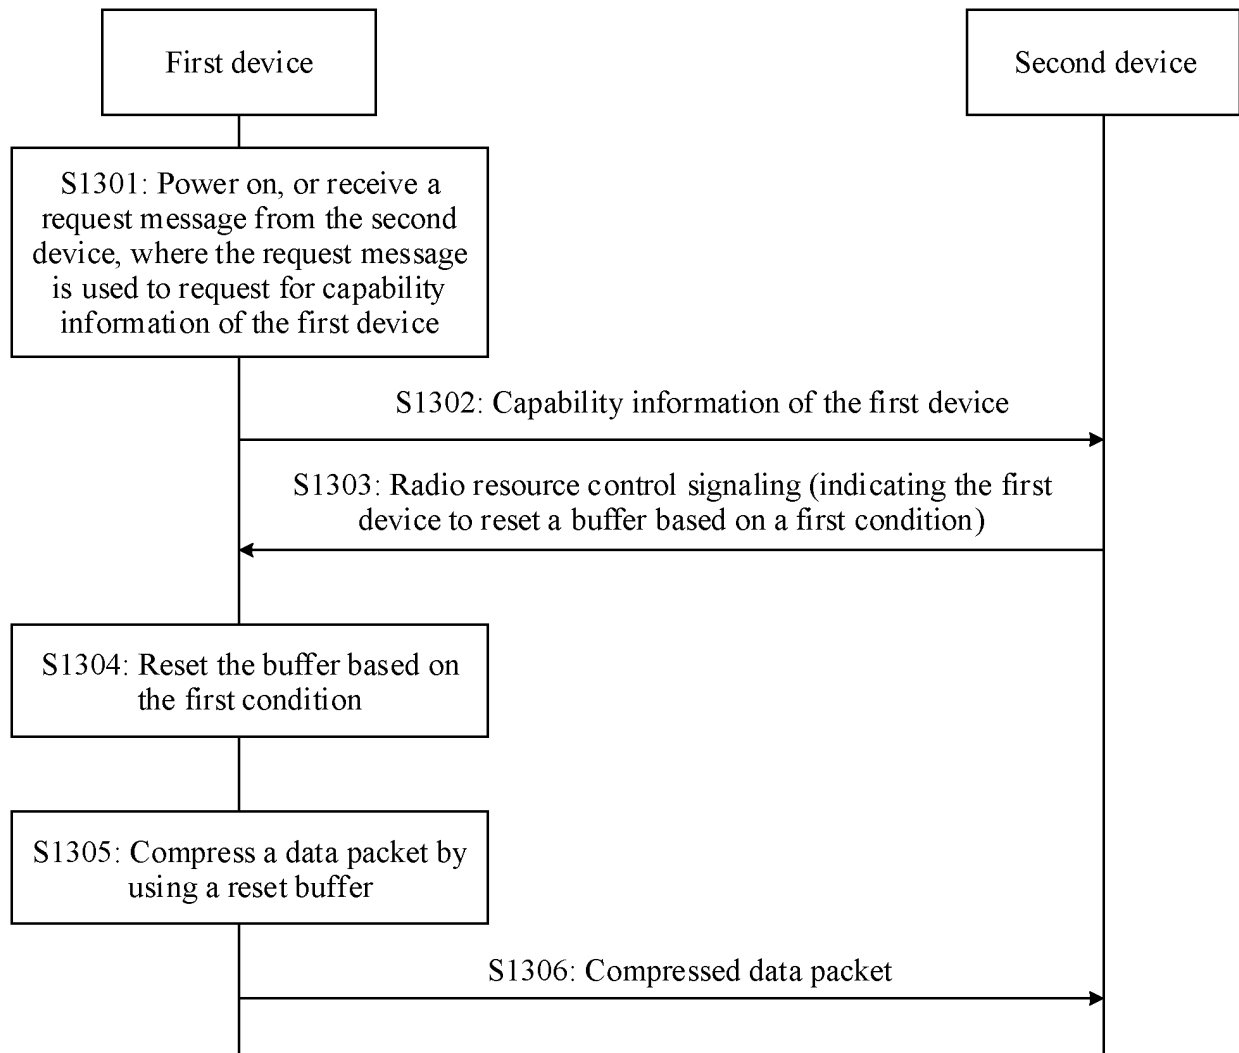 First device
Second device
S1301: Power on, or receive a
request message from the second
device, where the request message
is used to request for capability
information of the first device
S1302: Capability information of the first device
S1303: Radio resource control signaling (indicating the first
device to reset a buffer based on a first condition)
S1304: Reset the buffer based on
the first condition
S1305: Compress a data packet by
using a reset buffer
S1306: Compressed data packet